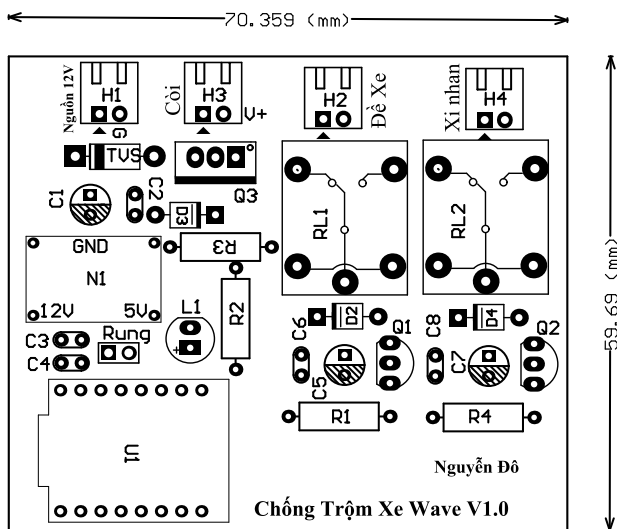 70.359 (mm)
59.69 (mm)
Nguồn 12V
H1
G
Còi
H3
V+
H2
Đề Xe
Xi nhan
H4
TVS
Q3
C1
C2
D3
RL1
RL2
GND
N1
12V
5V
R3
R2
L1
+
C3
C4
Rung
C6
D2
Q1
C5
C8
D4
Q2
C7
R1
R4
U1
Nguyễn Đô
Chống Trộm Xe Wave V1.0